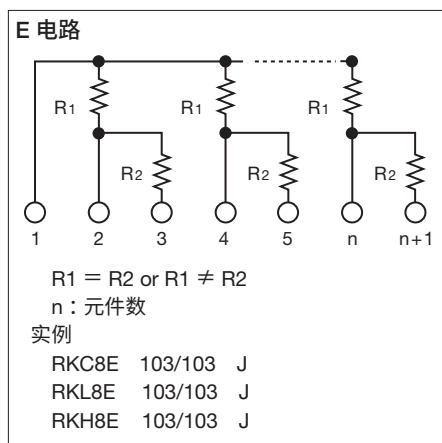 E 电路
R1 R1 R1
R2 R2 R2
1 2 3 4 5 n n+1
R1 = R2 or R1 ≠ R2
n：元件数
实例
RKC8E 103/103 J
RKL8E 103/103 J
RKH8E 103/103 J